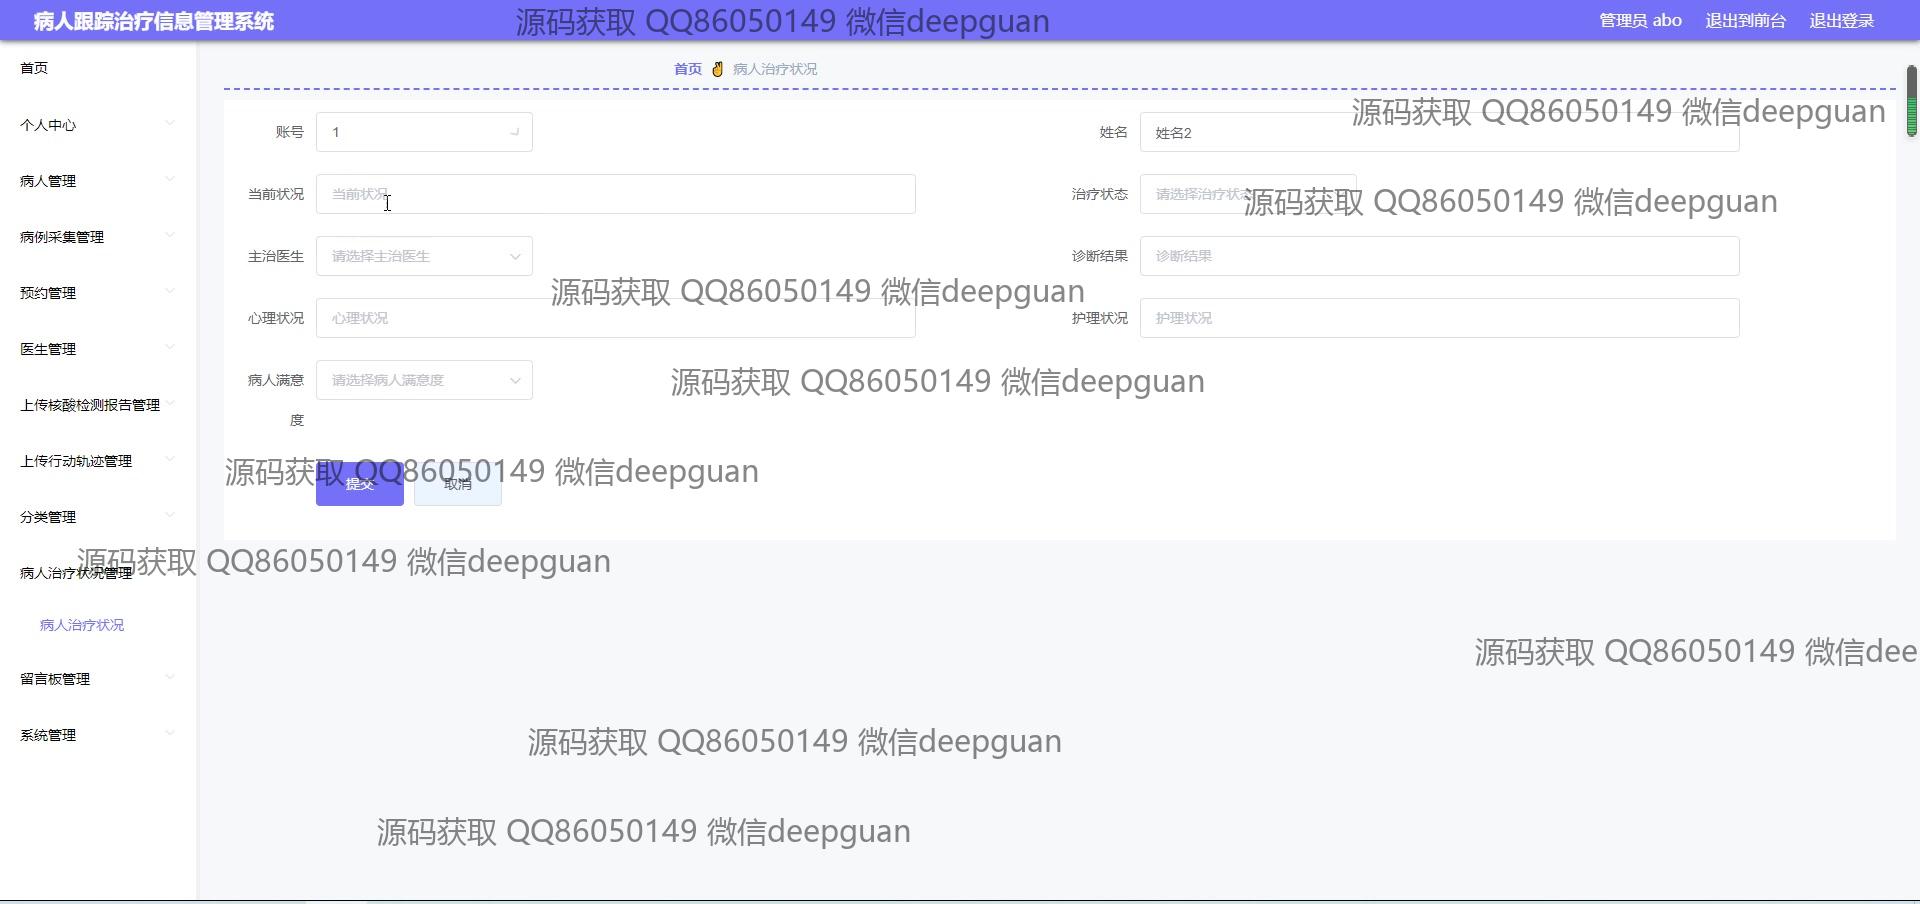 病人跟踪治疗信息管理系统
源码获取 QQ86050149 微信deepguan
管理员 abo 退出到前台 退出登录
首页
首页 病人治疗状况
源码获取 QQ86050149 微信deepguan
个人中心
账号 1
姓名 姓名2
病人管理
当前状况 当前状况
治疗状态 请选择治疗状态
源码获取 QQ86050149 微信deepguan
病例采集管理
主治医生 请选择主治医生
诊断结果 诊断结果
源码获取 QQ86050149 微信deepguan
预约管理
心理状况 心理状况
护理状况 护理状况
医生管理
病人满意度 请选择病人满意度
源码获取 QQ86050149 微信deepguan
上传核酸检测报告管理
上传行动轨迹管理
源码获取 QQ86050149 微信deepguan
提交 取消
分类管理
源码获取 QQ86050149 微信deepguan
病人治疗状况管理
病人治疗状况
源码获取 QQ86050149 微信dee
留言板管理
系统管理
源码获取 QQ86050149 微信deepguan
源码获取 QQ86050149 微信deepguan